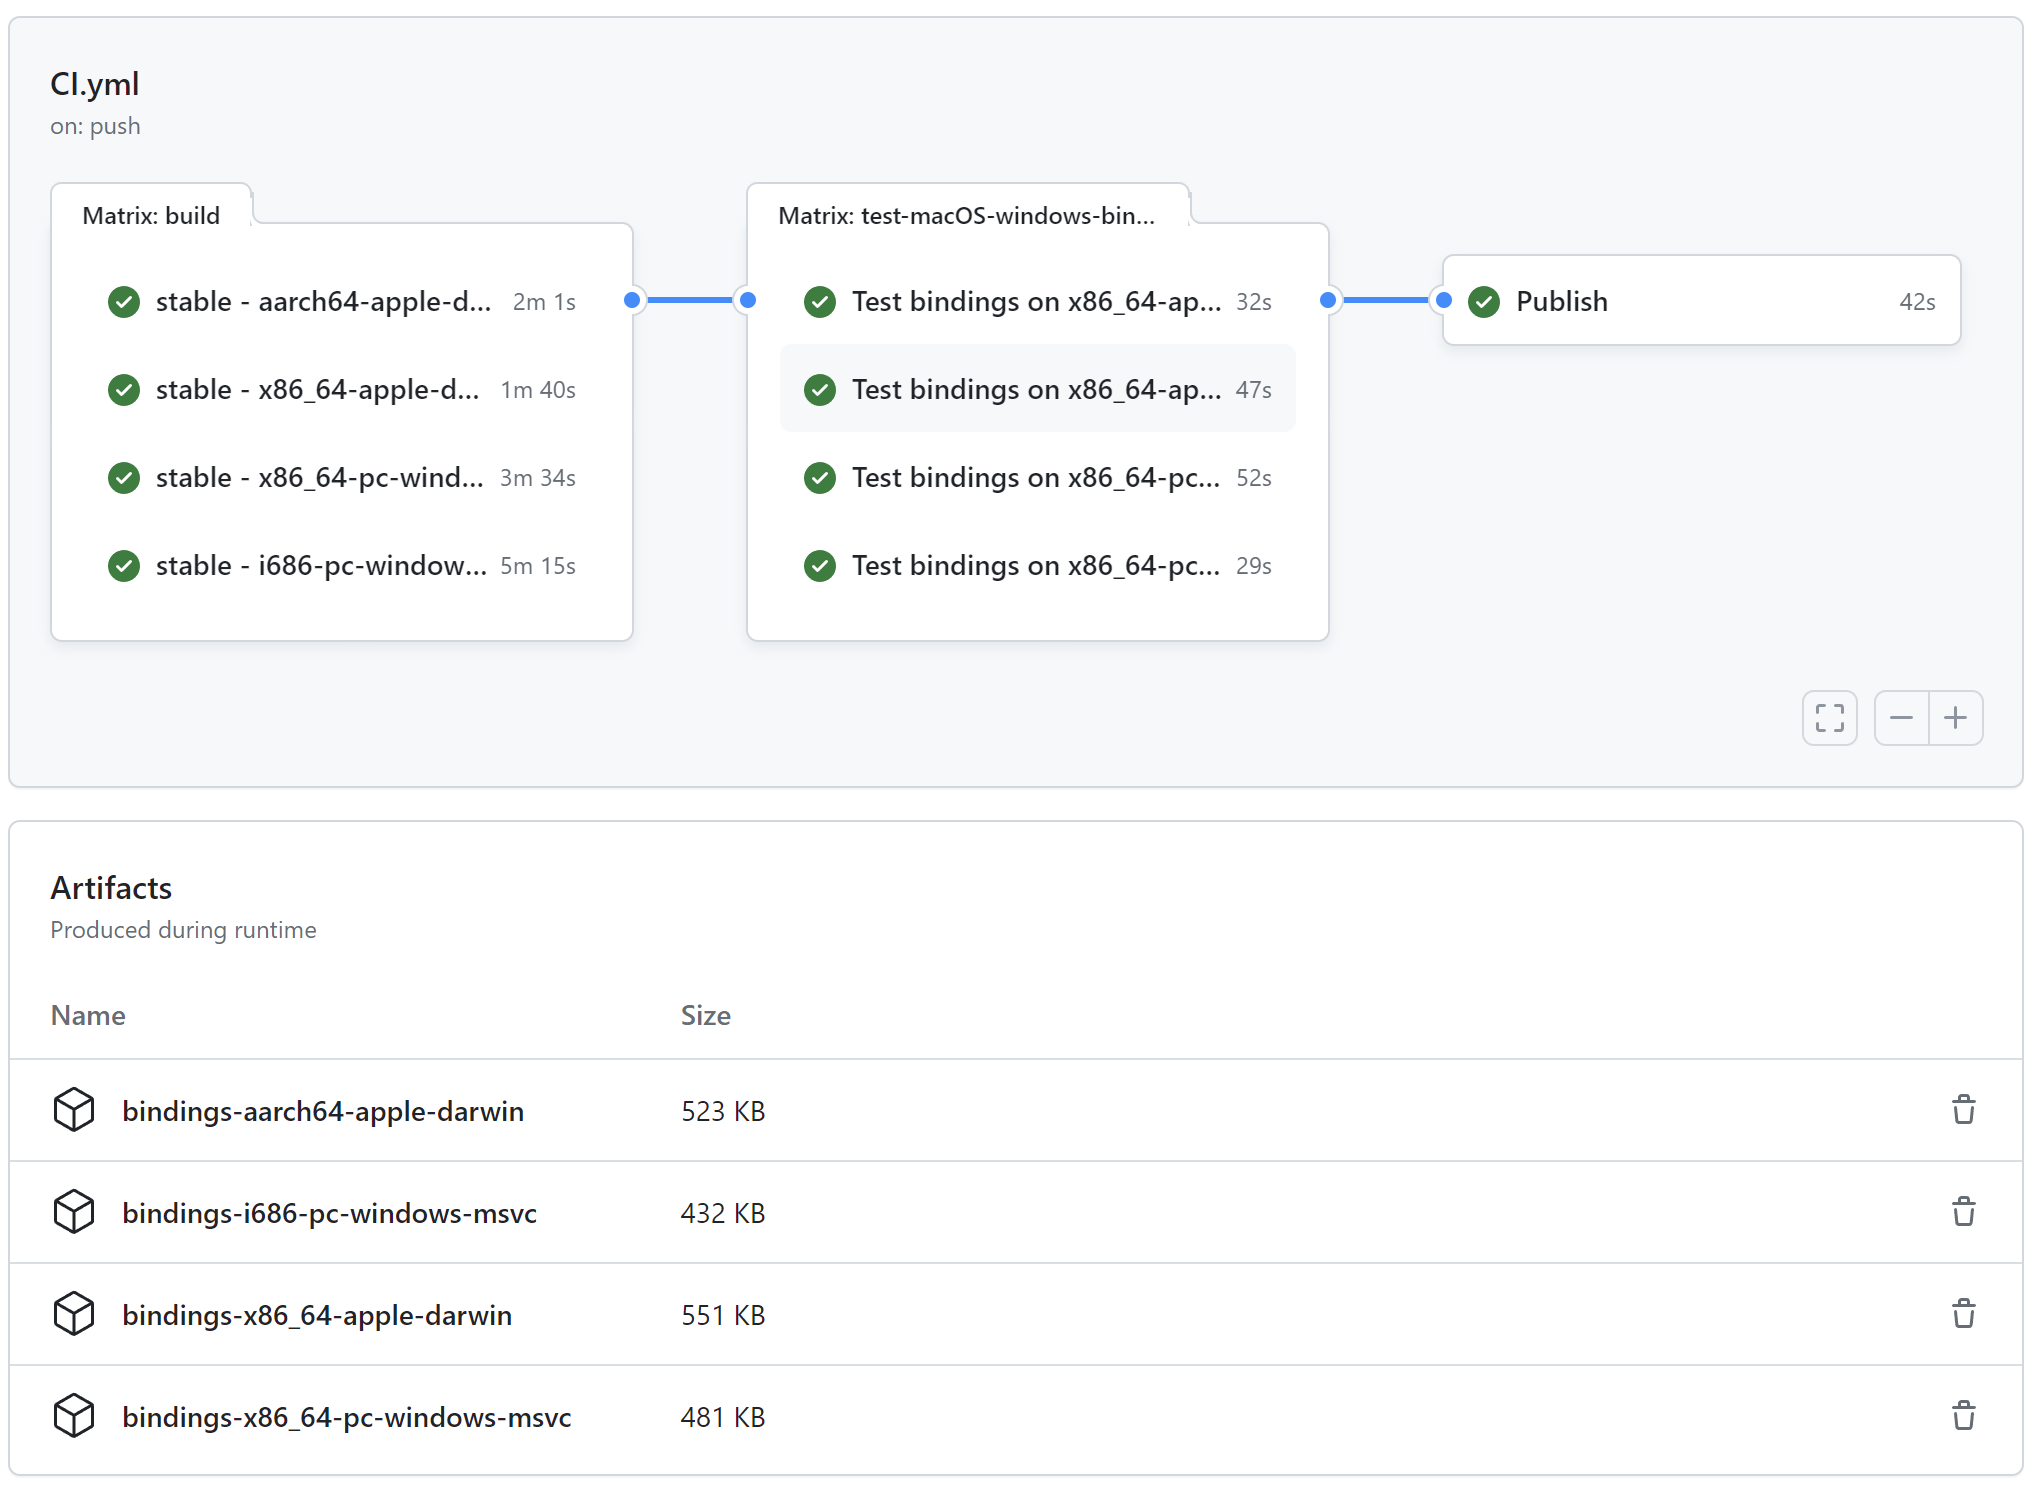 CI.yml
on: push
Matrix: build
stable - aarch64-apple-d... 2m 1s
stable - x86_64-apple-d... 1m 40s
stable - x86_64-pc-wind... 3m 34s
stable - i686-pc-window... 5m 15s
Matrix: test-macOS-windows-bin...
Test bindings on x86_64-ap... 32s
Test bindings on x86_64-ap... 47s
Test bindings on x86_64-pc... 52s
Test bindings on x86_64-pc... 29s
Publish 42s
Artifacts
Produced during runtime
Name Size
bindings-aarch64-apple-darwin 523 KB
bindings-i686-pc-windows-msvc 432 KB
bindings-x86_64-apple-darwin 551 KB
bindings-x86_64-pc-windows-msvc 481 KB